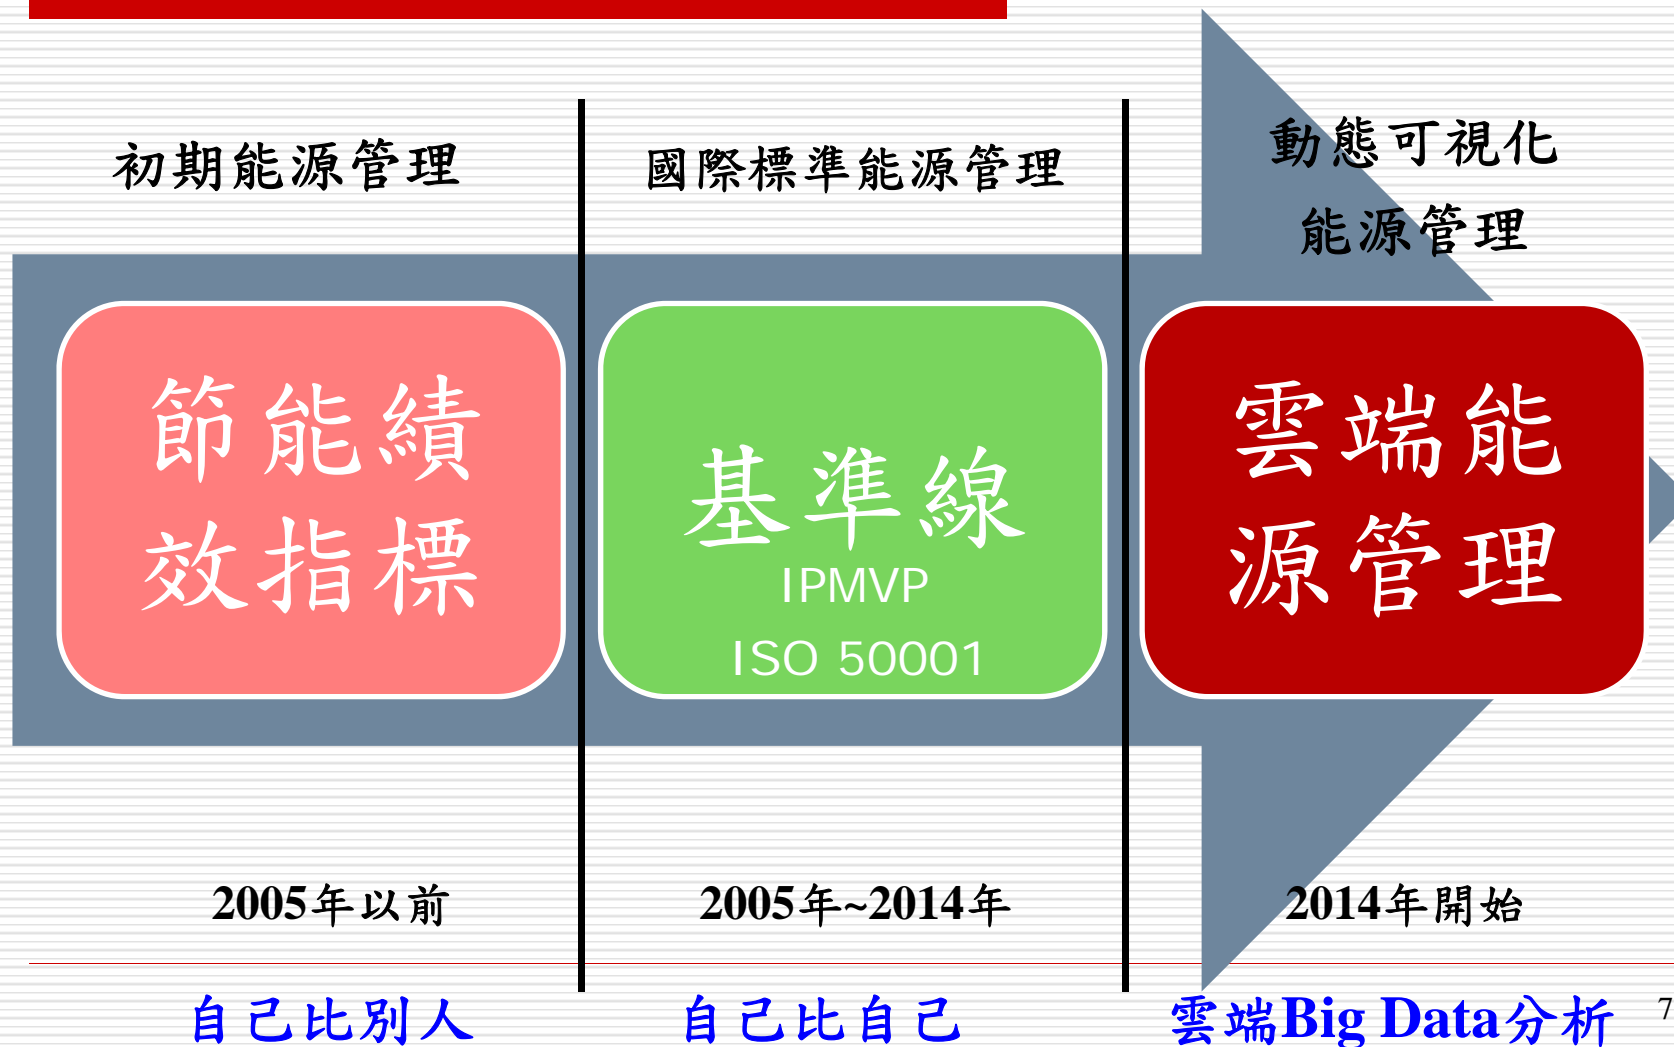 初期能源管理
國際標準能源管理
動態可視化
能源管理
節能績
效指標
基準線
IPMVP
ISO 50001
雲端能
源管理
2005年以前
2005年~2014年
2014年開始
自己比別人
自己比自己
雲端Big Data分析
7